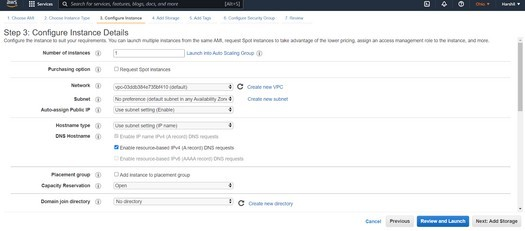 aws
Services
Search for services, features, blogs, docs, and more
[Alt+S]
Ohio
Harshil
1. Choose AMI
2. Choose Instance Type
3. Configure Instance
4. Add Storage
5. Add Tags
6. Configure Security Group
7. Review
Step 3: Configure Instance Details
Configure the instance to suit your requirements. You can launch multiple instances from the same AMI, request Spot instances to take advantage of the lower pricing, assign an access management role to the instance, and more.
Number of instances
1
Launch into Auto Scaling Group
Purchasing option
Request Spot instances
Network
(default)
Create new VPC
Subnet
No preference (default subnet in any Availability Zone
Create new subnet
Auto-assign Public IP
Use subnet setting (Enable)
Hostname type
Use subnet setting (IP name)
DNS Hostname
Enable IP name IPv4 (A record) DNS requests
Enable resource-based IPv4 (A record) DNS requests
Enable resource-based IPv6 (AAAA record) DNS requests
Placement group
Add instance to placement group
Capacity Reservation
Open
Domain join directory
No directory
Create new directory
Cancel
Previous
Review and Launch
Next: Add Storage